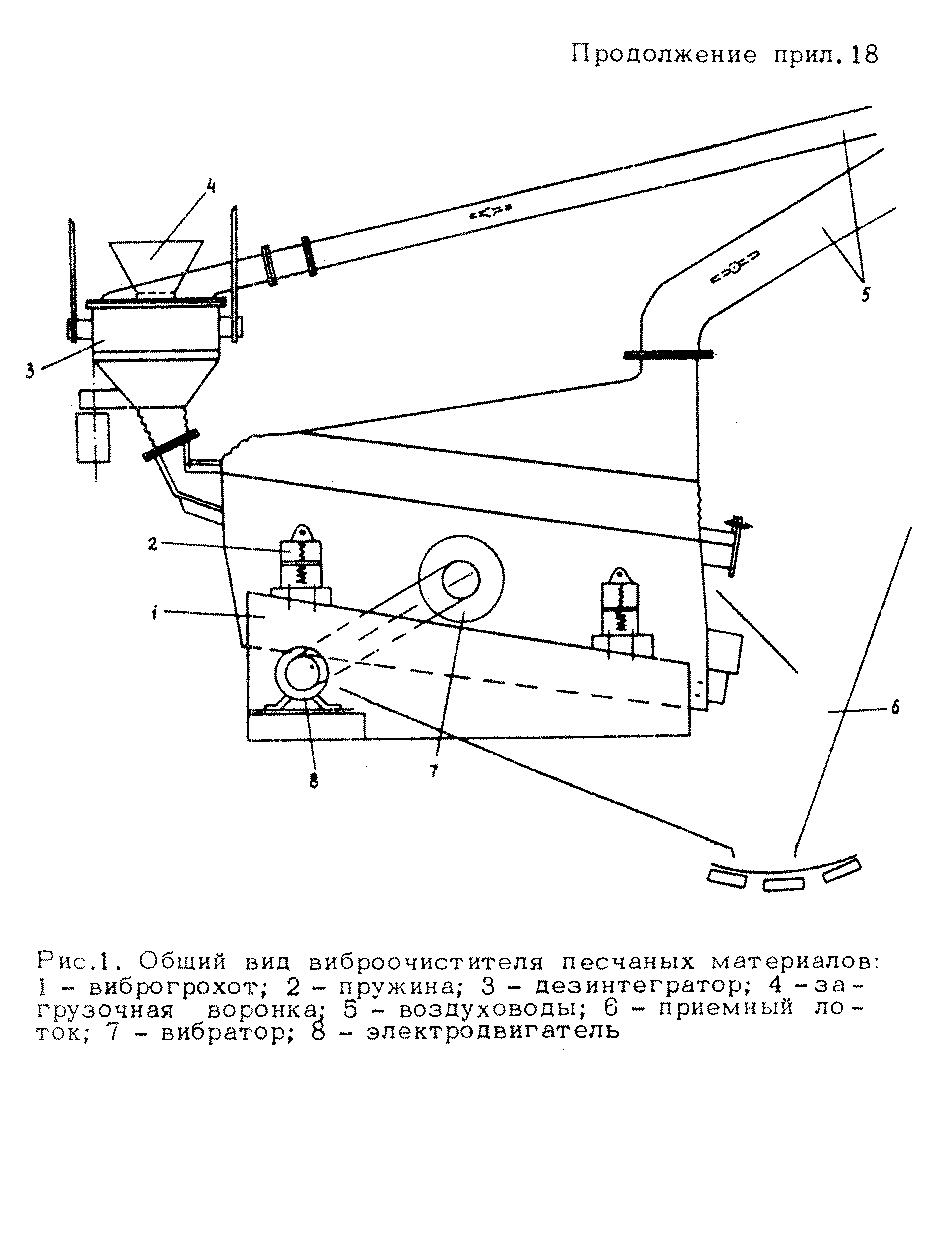 Продолжение прил.18
4
5
3
2
1
6
7
8
Рис.1. Общий вид виброочистителя песчаных материалов:
1 - виброгрохот; 2 - пружина; 3 - дезинтегратор; 4 -за-
грузочная воронка; 5 - воздуховоды; 6 - приемный ло-
ток; 7 - вибратор; 8 - электродвигатель